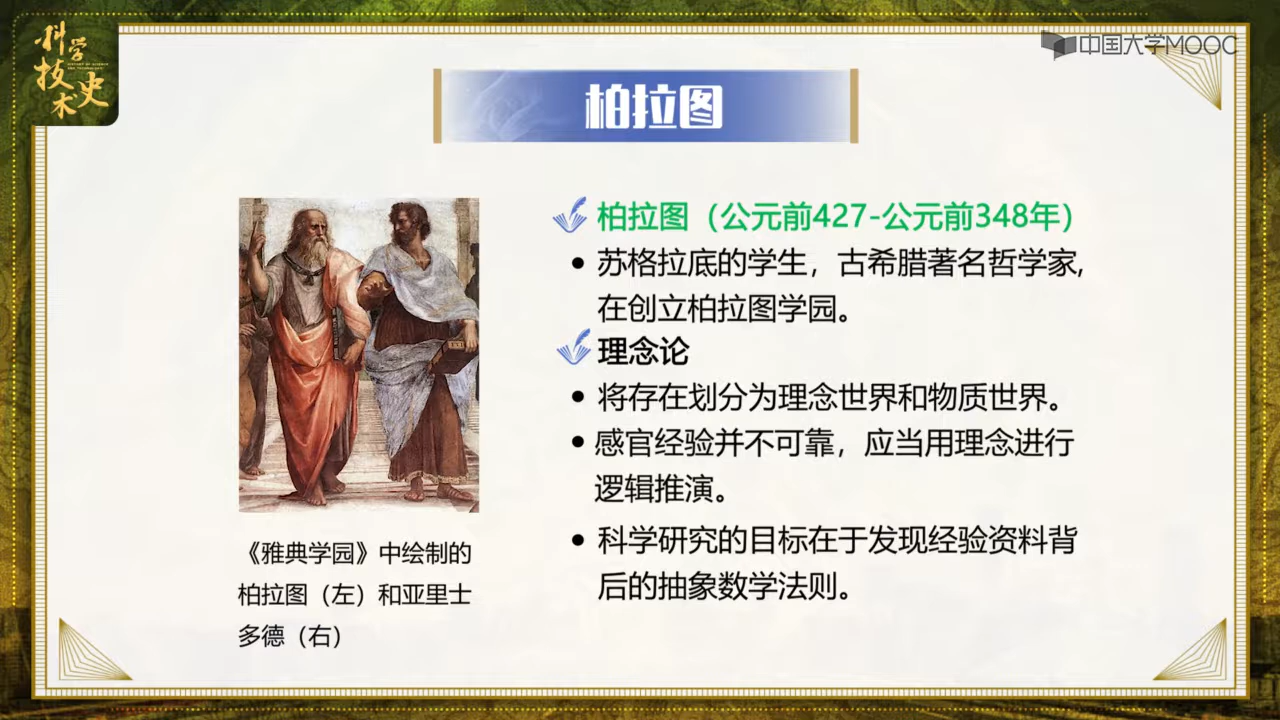 科学
技术史
中国大学MOOC
柏拉图
柏拉图（公元前427-公元前348年）
苏格拉底的学生，古希腊著名哲学家,
在创立柏拉图学园。
理念论
将存在划分为理念世界和物质世界。
感官经验并不可靠，应当用理念进行
逻辑推演。
科学研究的目标在于发现经验资料背
后的抽象数学法则。
《雅典学园》中绘制的
柏拉图（左）和亚里士
多德（右）